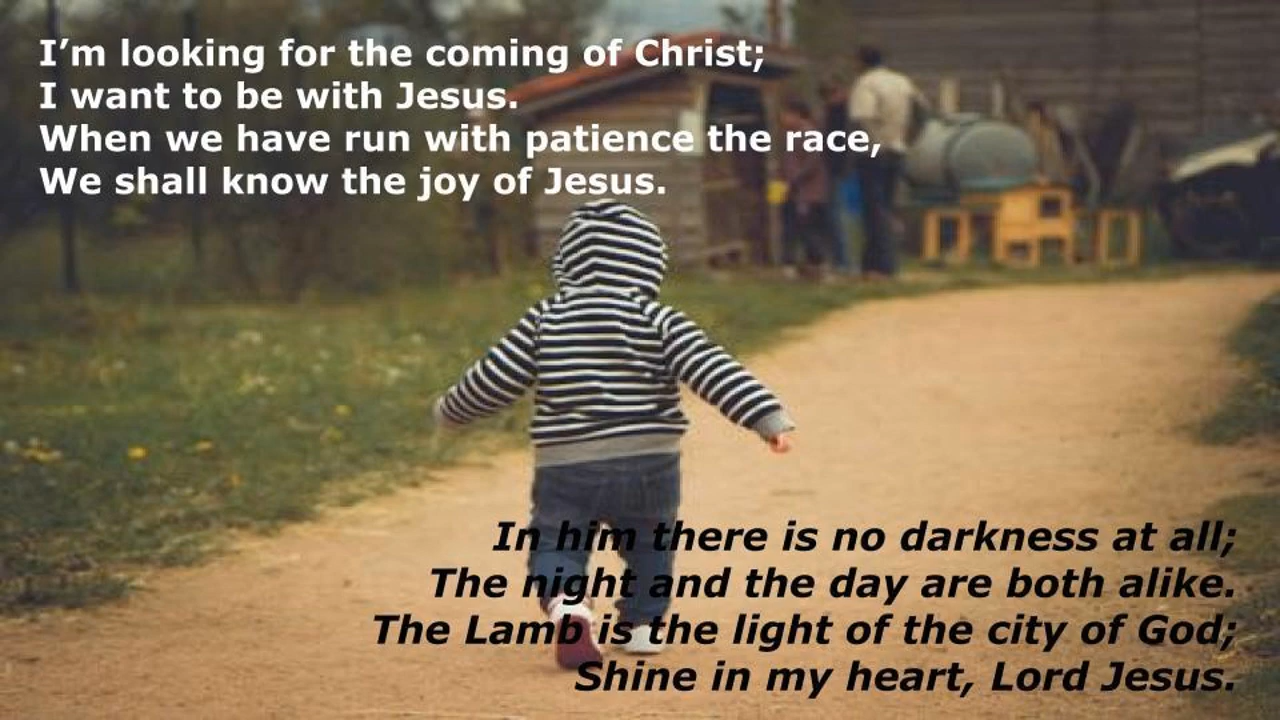 I’m looking for the coming of Christ;
I want to be with Jesus.
When we have run with patience the race,
We shall know the joy of Jesus.
In him there is no darkness at all;
The night and the day are both alike.
The Lamb is the light of the city of God;
Shine in my heart, Lord Jesus.